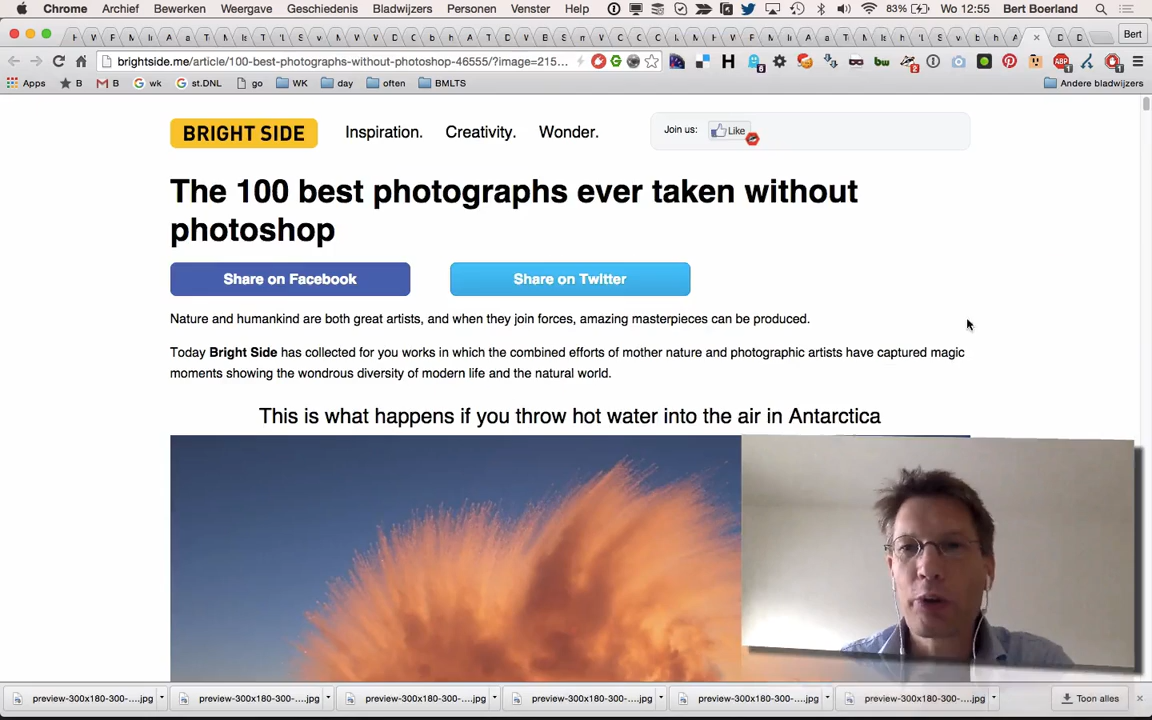 Chrome Archief Bewerken Weergave Geschiedenis Bladwijzers Personen Venster Help 83% Wo 12:55 Bert Boerland
Bert
brightside.me/article/100-best-photographs-without-photoshop-46555/?image=215...
Apps B B wk st.DNL go WK day often BMLTS Andere bladwijzers
BRIGHT SIDE Inspiration. Creativity. Wonder. Join us: Like
The 100 best photographs ever taken without
photoshop
Share on Facebook Share on Twitter
Nature and humankind are both great artists, and when they join forces, amazing masterpieces can be produced.
Today Bright Side has collected for you works in which the combined efforts of mother nature and photographic artists have captured magic
moments showing the wondrous diversity of modern life and the natural world.
This is what happens if you throw hot water into the air in Antarctica
preview-300x180-300-....jpg preview-300x180-300-....jpg preview-300x180-300-....jpg preview-300x180-300-....jpg preview-300x180-300-....jpg preview-300x180-300-....jpg Toon alles